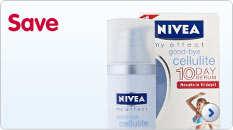 Save
NIVEA
my effect
good-bye
cellulite
10 DAY
SERUM
Results in 10 days!
NIVEA
my effect
good-bye
cellulite